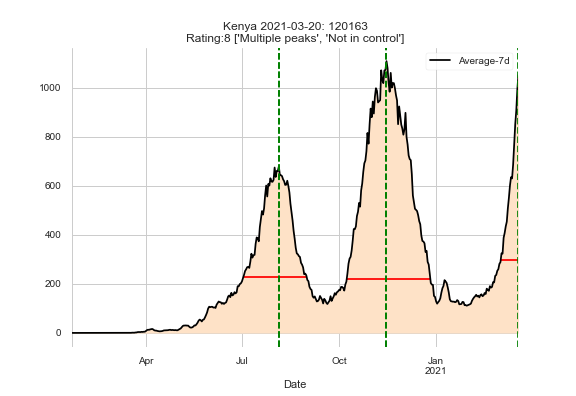 Kenya 2021-03-20: 120163
Rating:8 ['Multiple peaks', 'Not in control']
Average-7d
1000
800
600
400
200
0
Apr Jul Oct Jan
2021
Date